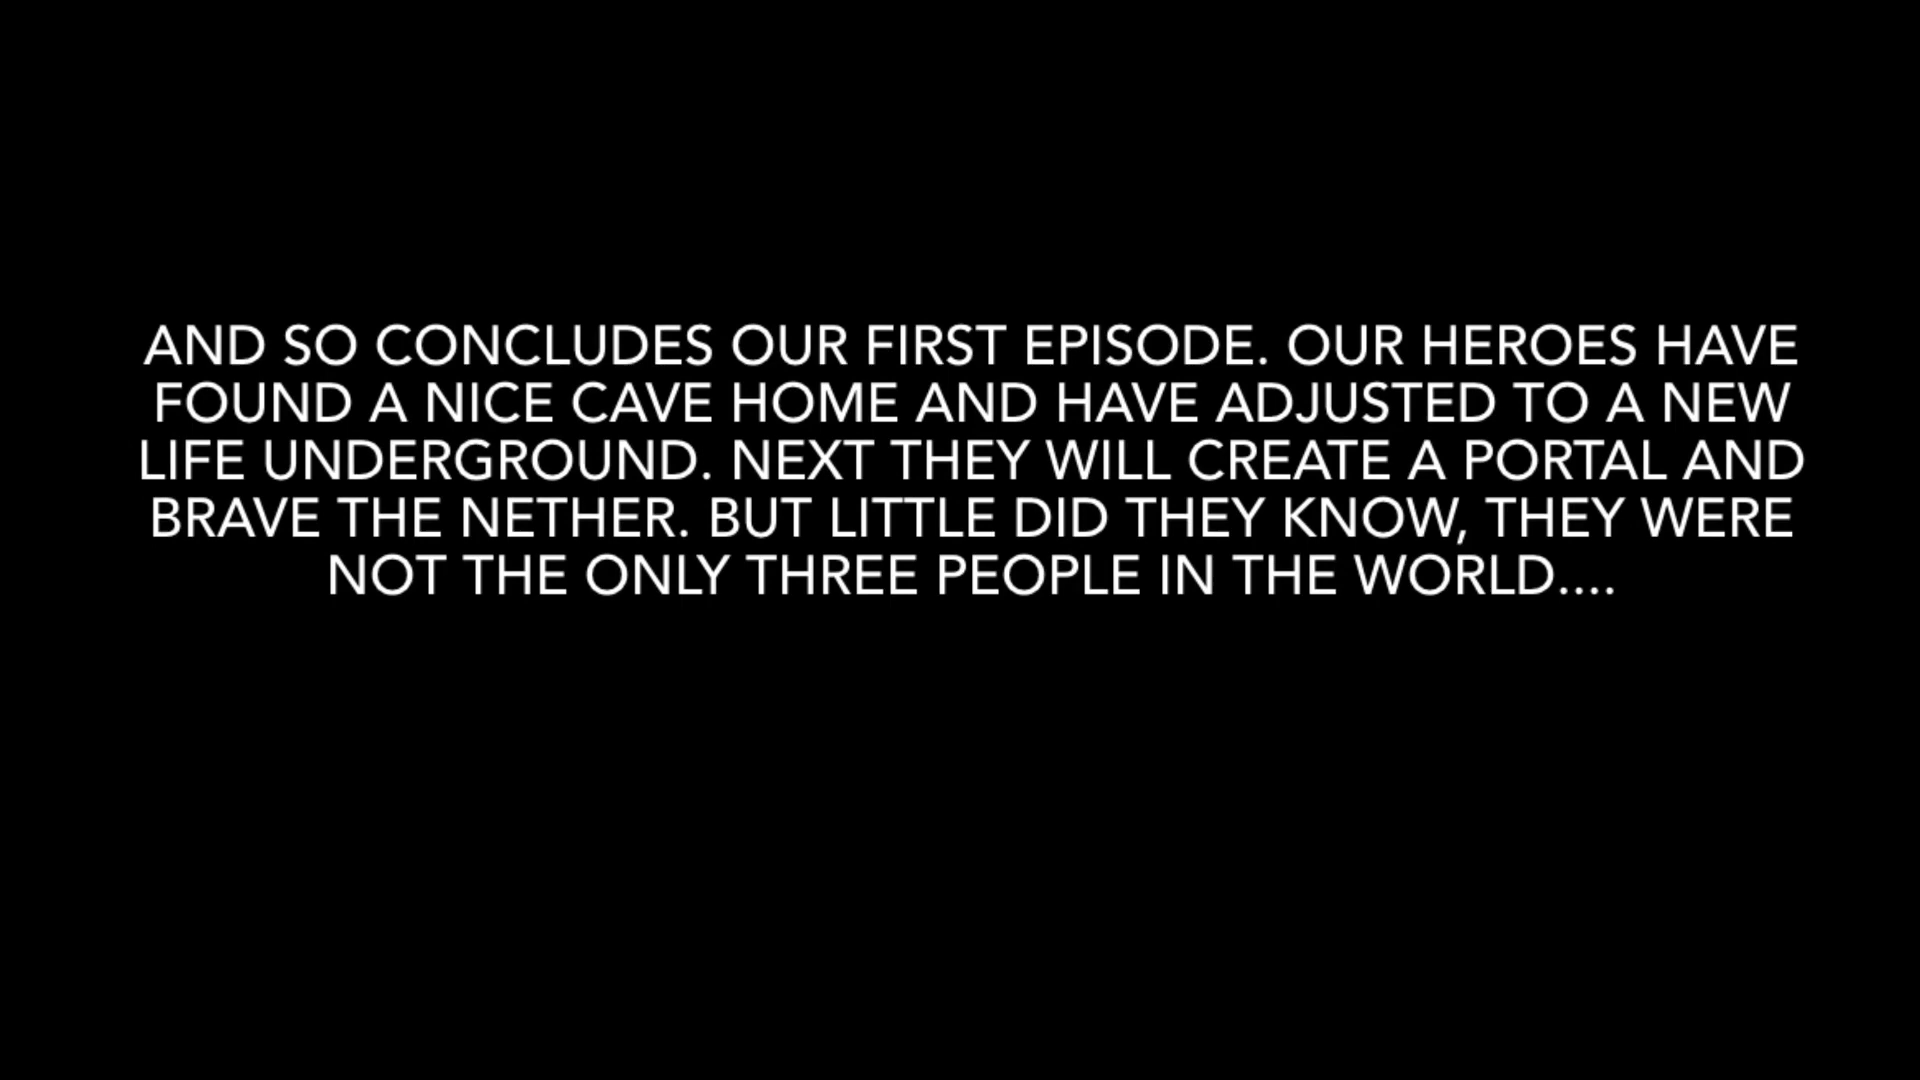 AND SO CONCLUDES OUR FIRST EPISODE. OUR HEROES HAVE
FOUND A NICE CAVE HOME AND HAVE ADJUSTED TO A NEW
LIFE UNDERGROUND. NEXT THEY WILL CREATE A PORTAL AND
BRAVE THE NETHER. BUT LITTLE DID THEY KNOW, THEY WERE
NOT THE ONLY THREE PEOPLE IN THE WORLD....